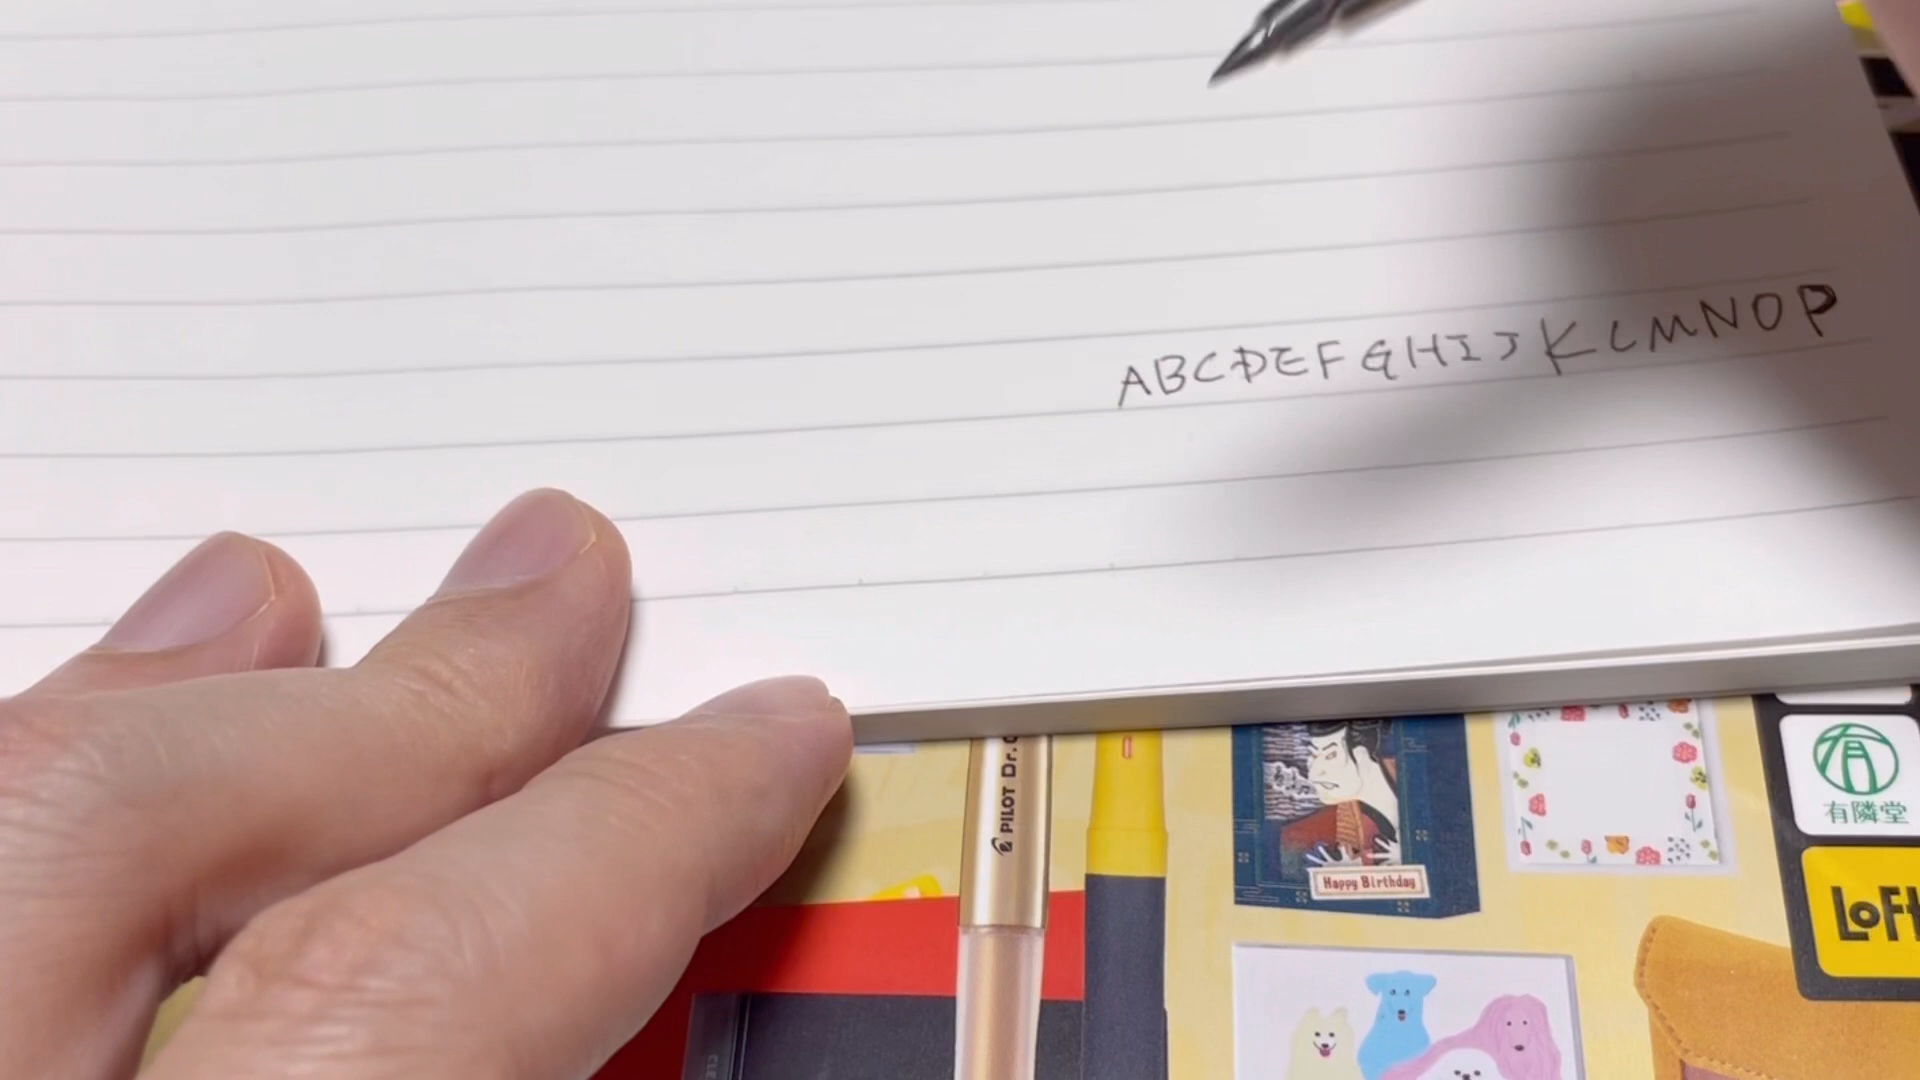 ABCDEFGHIJKLMNOP
PILOT Dr.
Happy Birthday
有隣堂
LoFt